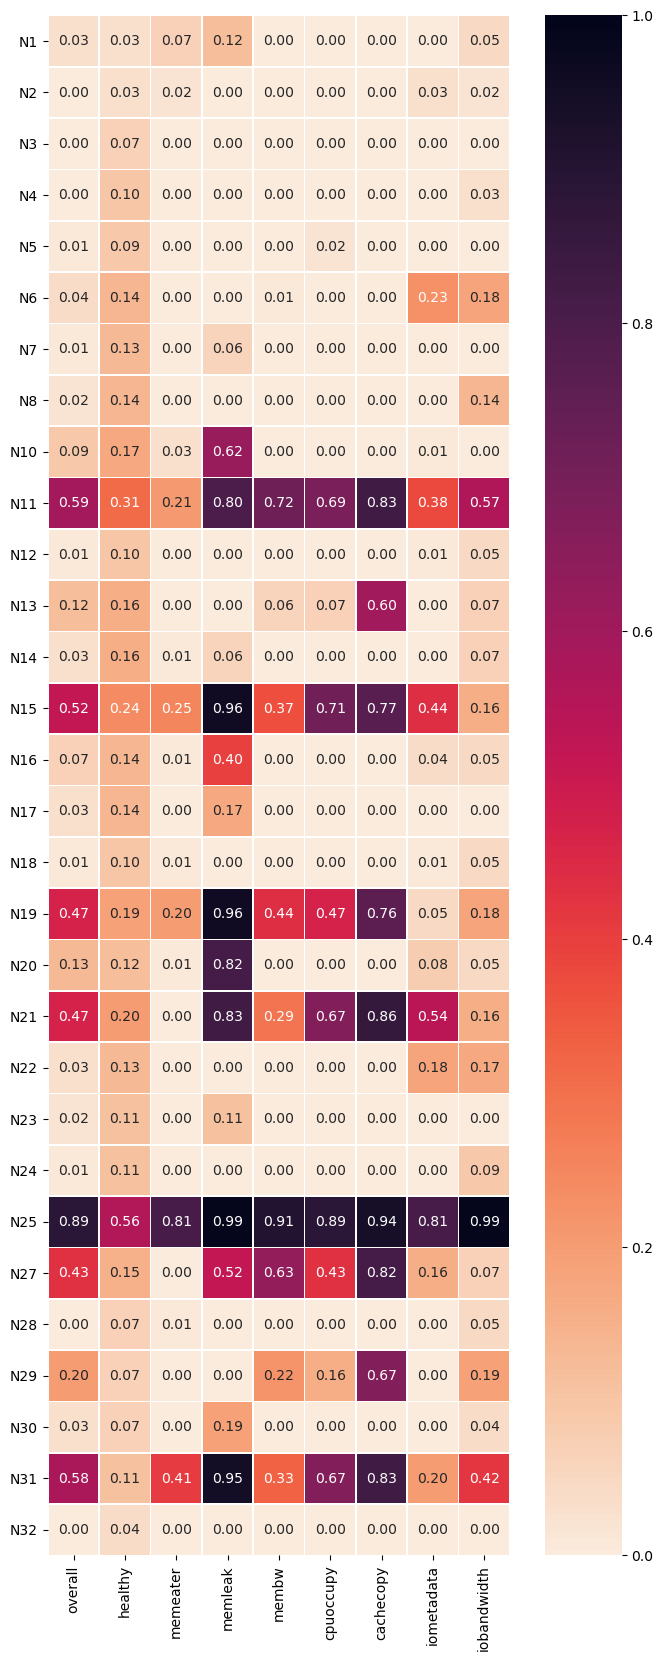 N1 0.03 0.03 0.07 0.12 0.00 0.00 0.00 0.00 0.05
N2 0.00 0.03 0.02 0.00 0.00 0.00 0.00 0.03 0.02
N3 0.00 0.07 0.00 0.00 0.00 0.00 0.00 0.00 0.00
N4 0.00 0.10 0.00 0.00 0.00 0.00 0.00 0.00 0.03
N5 0.01 0.09 0.00 0.00 0.00 0.02 0.00 0.00 0.00
N6 0.04 0.14 0.00 0.00 0.01 0.00 0.00 0.23 0.18
N7 0.01 0.13 0.00 0.06 0.00 0.00 0.00 0.00 0.00
N8 0.02 0.14 0.00 0.00 0.00 0.00 0.00 0.00 0.14
N10 0.09 0.17 0.03 0.62 0.00 0.00 0.00 0.01 0.00
N11 0.59 0.31 0.21 0.80 0.72 0.69 0.83 0.38 0.57
N12 0.01 0.10 0.00 0.00 0.00 0.00 0.00 0.01 0.05
N13 0.12 0.16 0.00 0.00 0.06 0.07 0.60 0.00 0.07
N14 0.03 0.16 0.01 0.06 0.00 0.00 0.00 0.00 0.07
N15 0.52 0.24 0.25 0.96 0.37 0.71 0.77 0.44 0.16
N16 0.07 0.14 0.01 0.40 0.00 0.00 0.00 0.04 0.05
N17 0.03 0.14 0.00 0.17 0.00 0.00 0.00 0.00 0.00
N18 0.01 0.10 0.01 0.00 0.00 0.00 0.00 0.01 0.05
N19 0.47 0.19 0.20 0.96 0.44 0.47 0.76 0.05 0.18
N20 0.13 0.12 0.01 0.82 0.00 0.00 0.00 0.08 0.05
N21 0.47 0.20 0.00 0.83 0.29 0.67 0.86 0.54 0.16
N22 0.03 0.13 0.00 0.00 0.00 0.00 0.00 0.18 0.17
N23 0.02 0.11 0.00 0.11 0.00 0.00 0.00 0.00 0.00
N24 0.01 0.11 0.00 0.00 0.00 0.00 0.00 0.00 0.09
N25 0.89 0.56 0.81 0.99 0.91 0.89 0.94 0.81 0.99
N27 0.43 0.15 0.00 0.52 0.63 0.43 0.82 0.16 0.07
N28 0.00 0.07 0.01 0.00 0.00 0.00 0.00 0.00 0.05
N29 0.20 0.07 0.00 0.00 0.22 0.16 0.67 0.00 0.19
N30 0.03 0.07 0.00 0.19 0.00 0.00 0.00 0.00 0.04
N31 0.58 0.11 0.41 0.95 0.33 0.67 0.83 0.20 0.42
N32 0.00 0.04 0.00 0.00 0.00 0.00 0.00 0.00 0.00
overall
healthy
memeater
memleak
membw
cpuoccupy
cachecopy
iometadata
iobandwidth
1.0
0.8
0.6
0.4
0.2
0.0